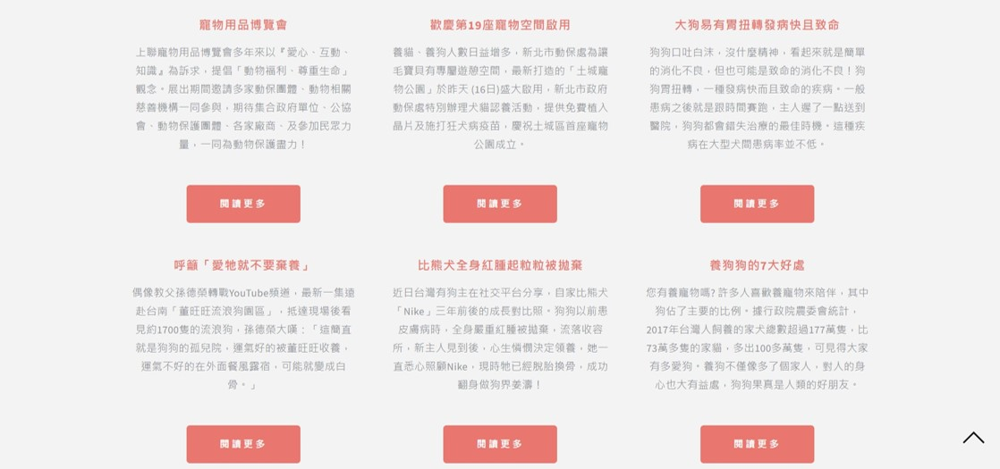 寵物用品博覽會
上聯寵物用品博覽會多年來以『愛心、互動、
知識』為訴求，提倡「動物福利、尊重生命」
觀念。展出期間邀請多家動保團體、動物相關
慈善機構一同參與，期待集合政府單位、公協
會、動物保護團體、各家廠商、及參加民眾力
量，一同為動物保護盡力！
閱讀更多
歡慶第19座寵物空間啟用
養貓、養狗人數日益增多，新北市動保處為讓
毛寶貝有專屬遊憩空間，最新打造的「土城寵
物公園」於昨天 (16日)盛大啟用，新北市政府
動保處特別辦理犬貓認養活動，提供免費植入
晶片及施打狂犬病疫苗，慶祝土城區首座寵物
公園成立。
閱讀更多
大狗易有胃扭轉發病快且致命
狗狗口吐白沫，沒什麼精神，看起來就是簡單
的消化不良，但也可能是致命的消化不良！狗
狗胃扭轉，一種發病快而且致命的疾病。一般
患病之後就是跟時間賽跑，主人遲了一點送到
醫院，狗狗都會錯失治療的最佳時機。這種疾
病在大型犬間患病率並不低。
閱讀更多
呼籲「愛牠就不要棄養」
偶像教父孫德榮轉戰YouTube頻道，最新一集遠
赴台南「董旺旺流浪狗園區」，抵達現場後看
見約1700隻的流浪狗，孫德榮大嘆：「這簡直
就是狗狗的孤兒院，運氣好的被董旺旺收養，
運氣不好的在外面餐風露宿，可能就變成白
骨。」
閱讀更多
比熊犬全身紅腫起粒粒被拋棄
近日台灣有狗主在社交平台分享，自家比熊犬
「Nike」三年前後的成長對比照。狗狗以前患
皮膚病時，全身嚴重紅腫被拋棄，流落收容
所，新主人見到後，心生憐憫決定領養，她一
直悉心照顧Nike，現時牠已經脫胎換骨，成功
翻身做狗界姜濤！
閱讀更多
養狗狗的7大好處
您有養寵物嗎? 許多人喜歡養寵物來陪伴，其中
狗佔了主要的比例。據行政院農委會統計，
2017年台灣人飼養的家犬總數超過177萬隻，比
73萬多隻的家貓，多出100多萬隻，可見得大家
有多愛狗。養狗不僅像多了個家人，對人的身
心也大有益處，狗狗果真是人類的好朋友。
閱讀更多